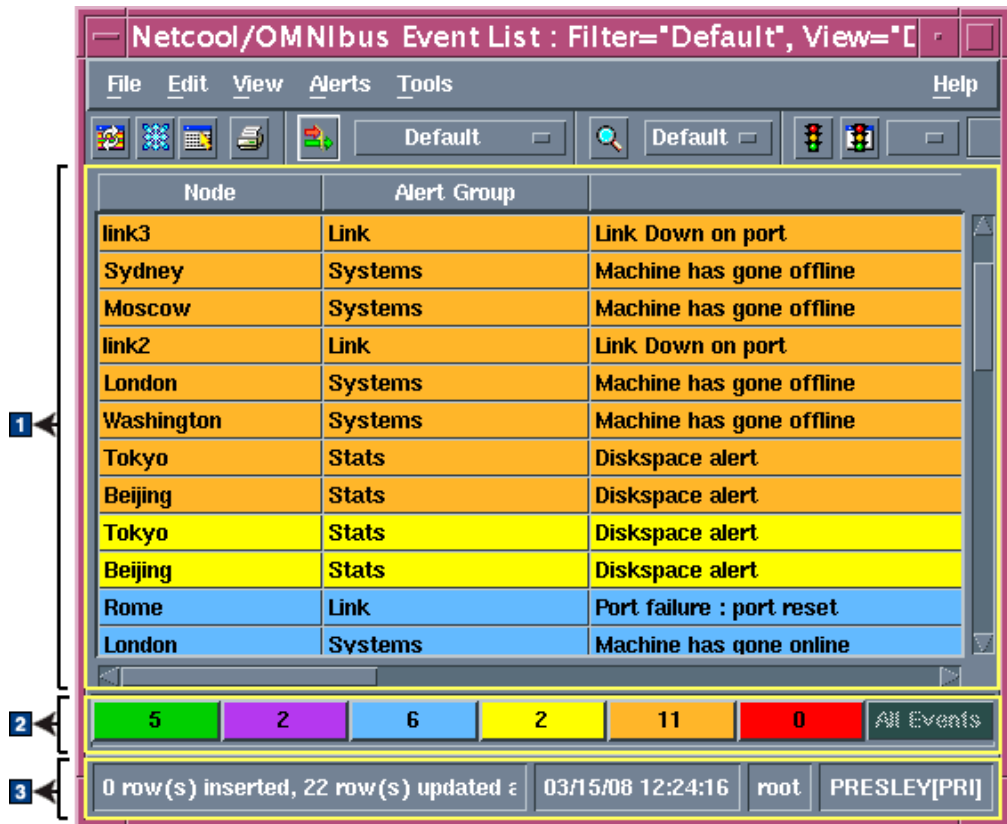 Netcool/OMNIbus Event List : Filter="Default", View="D
File Edit View Alerts Tools Help
Default Default
Node Alert Group
link3 Link Link Down on port
Sydney Systems Machine has gone offline
Moscow Systems Machine has gone offline
link2 Link Link Down on port
London Systems Machine has gone offline
1
Washington Systems Machine has gone offline
Tokyo Stats Diskspace alert
Beijing Stats Diskspace alert
Tokyo Stats Diskspace alert
Beijing Stats Diskspace alert
Rome Link Port failure : port reset
London Systems Machine has gone online
2 5 2 6 2 11 0 All Events
3 0 row(s) inserted, 22 row(s) updated a 03/15/08 12:24:16 root PRESLEY[PRI]